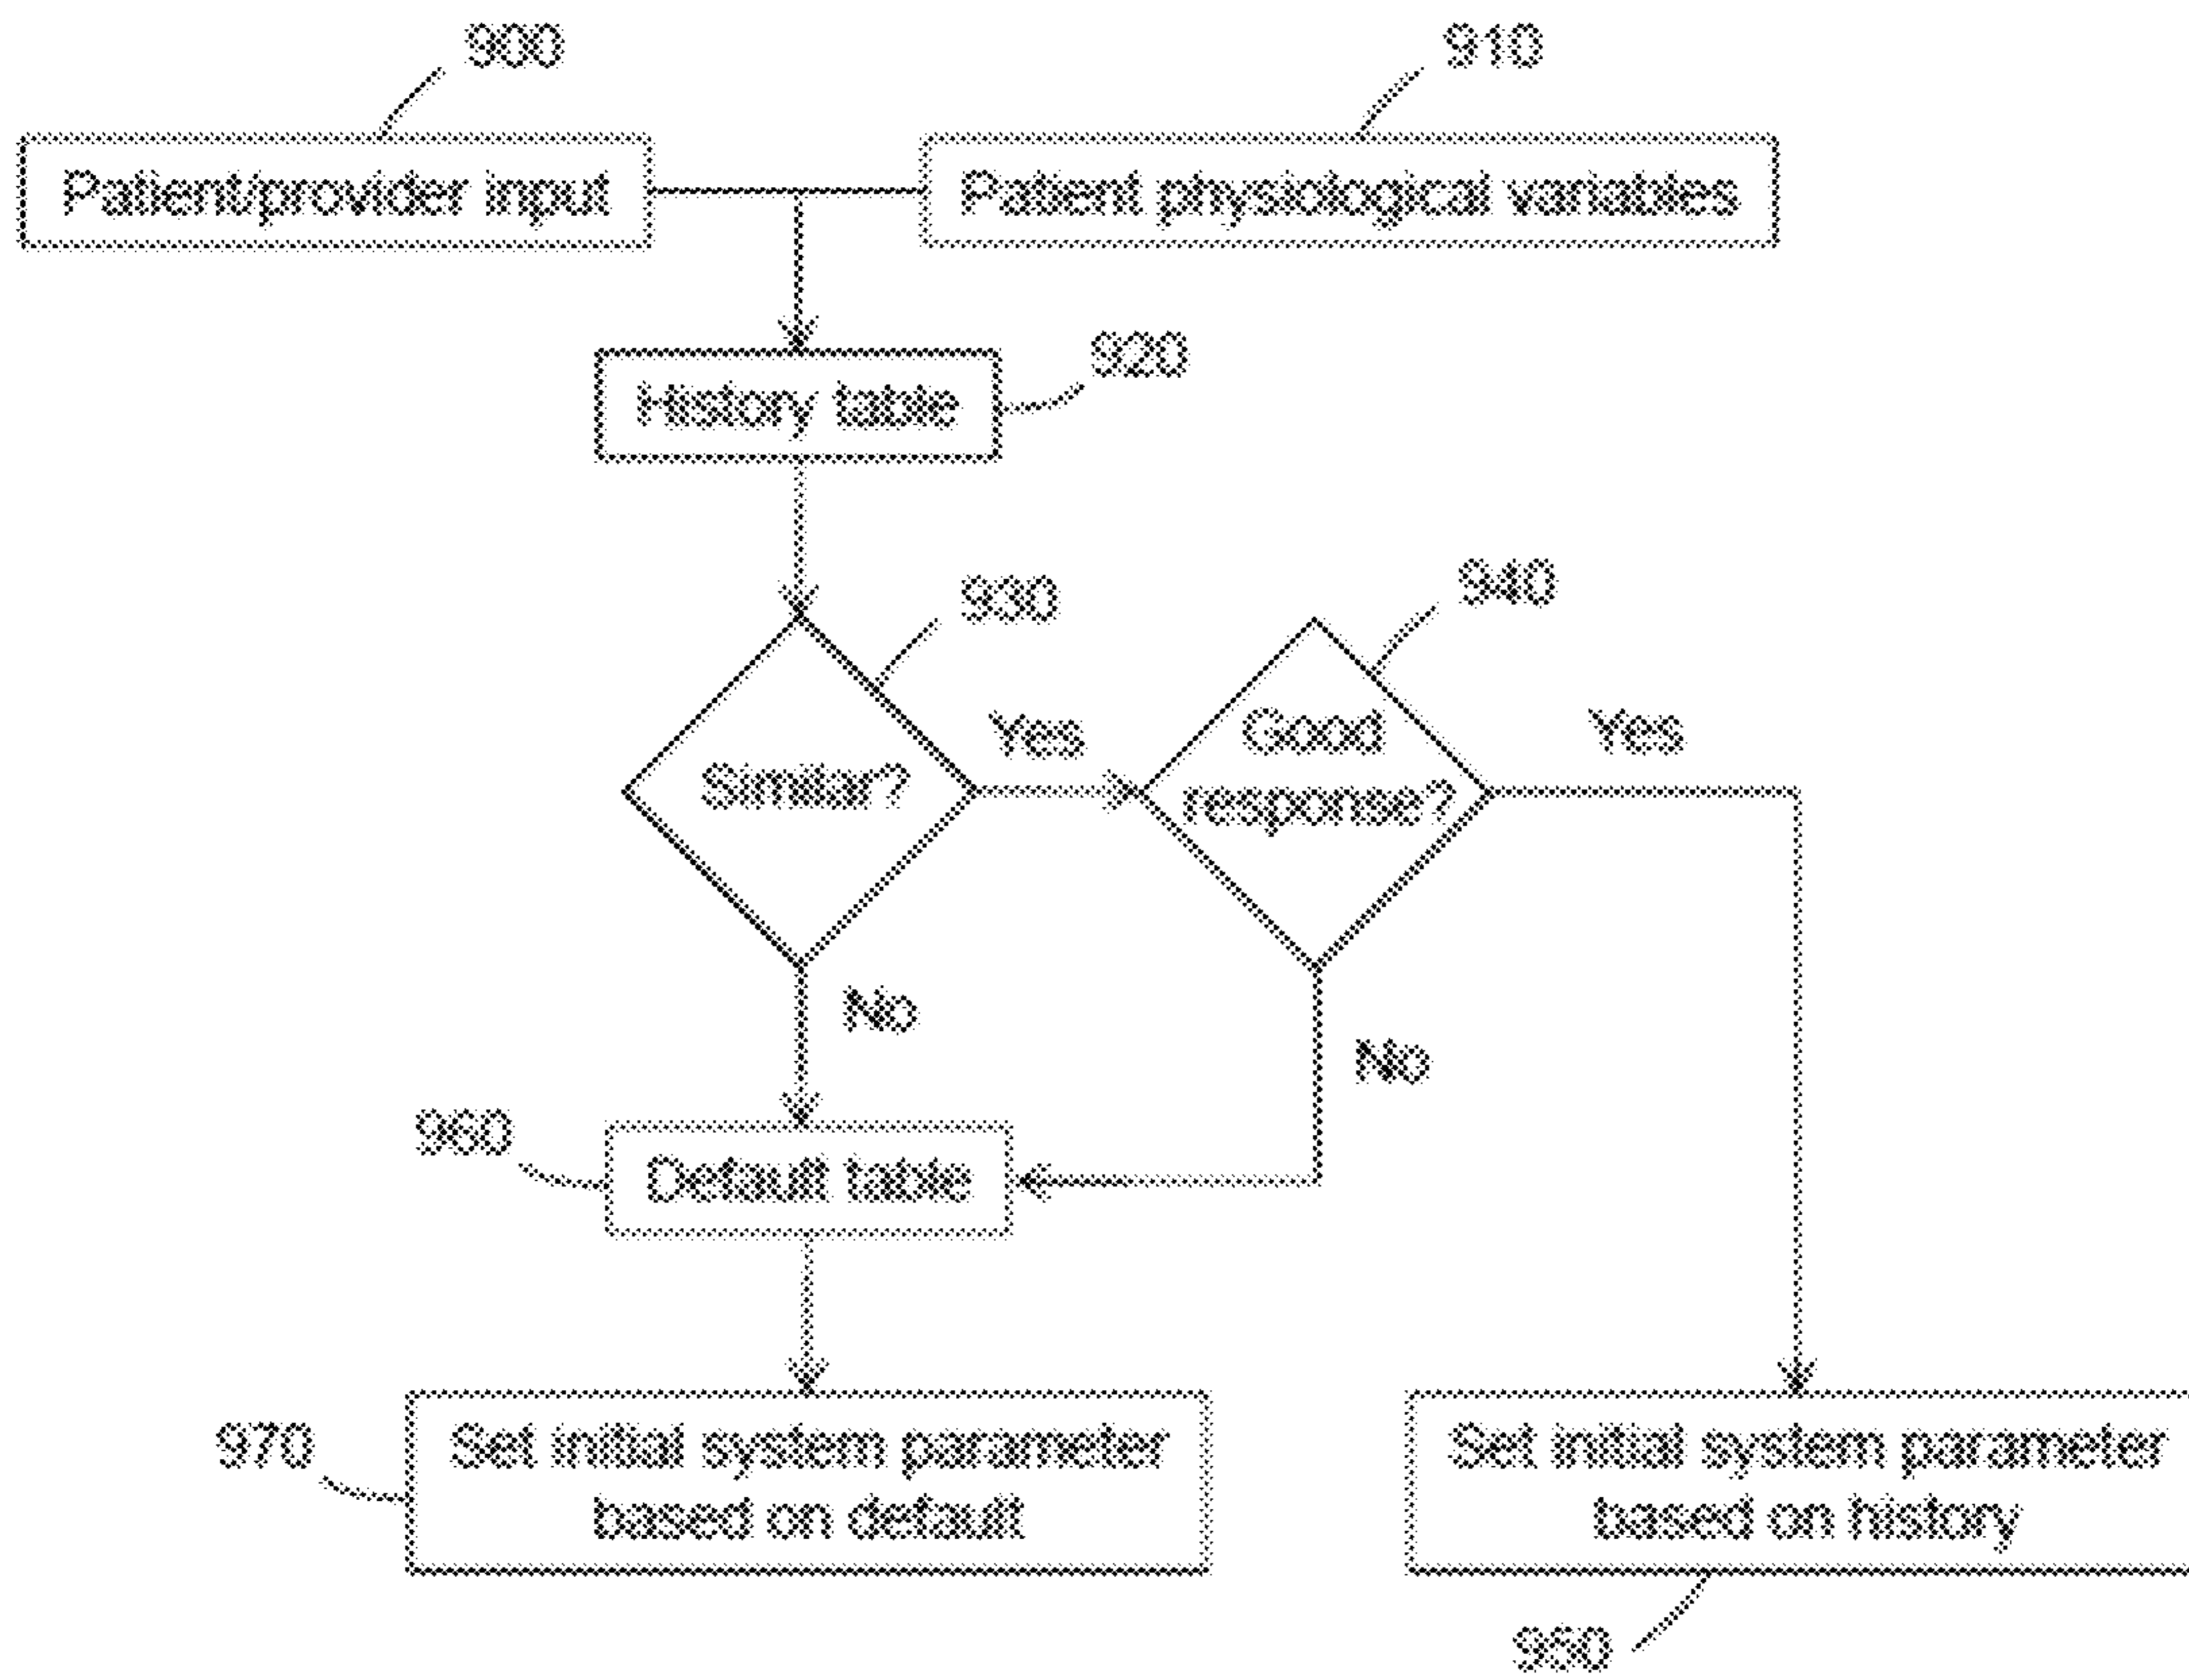 900
910
Patient/provider input
Patient physiological variables
920
History table
930
940
Similar?
Yes
Good
response?
Yes
No
No
960
Default table
970
Set initial system parameter
based on default
Set initial system parameter
based on history
950